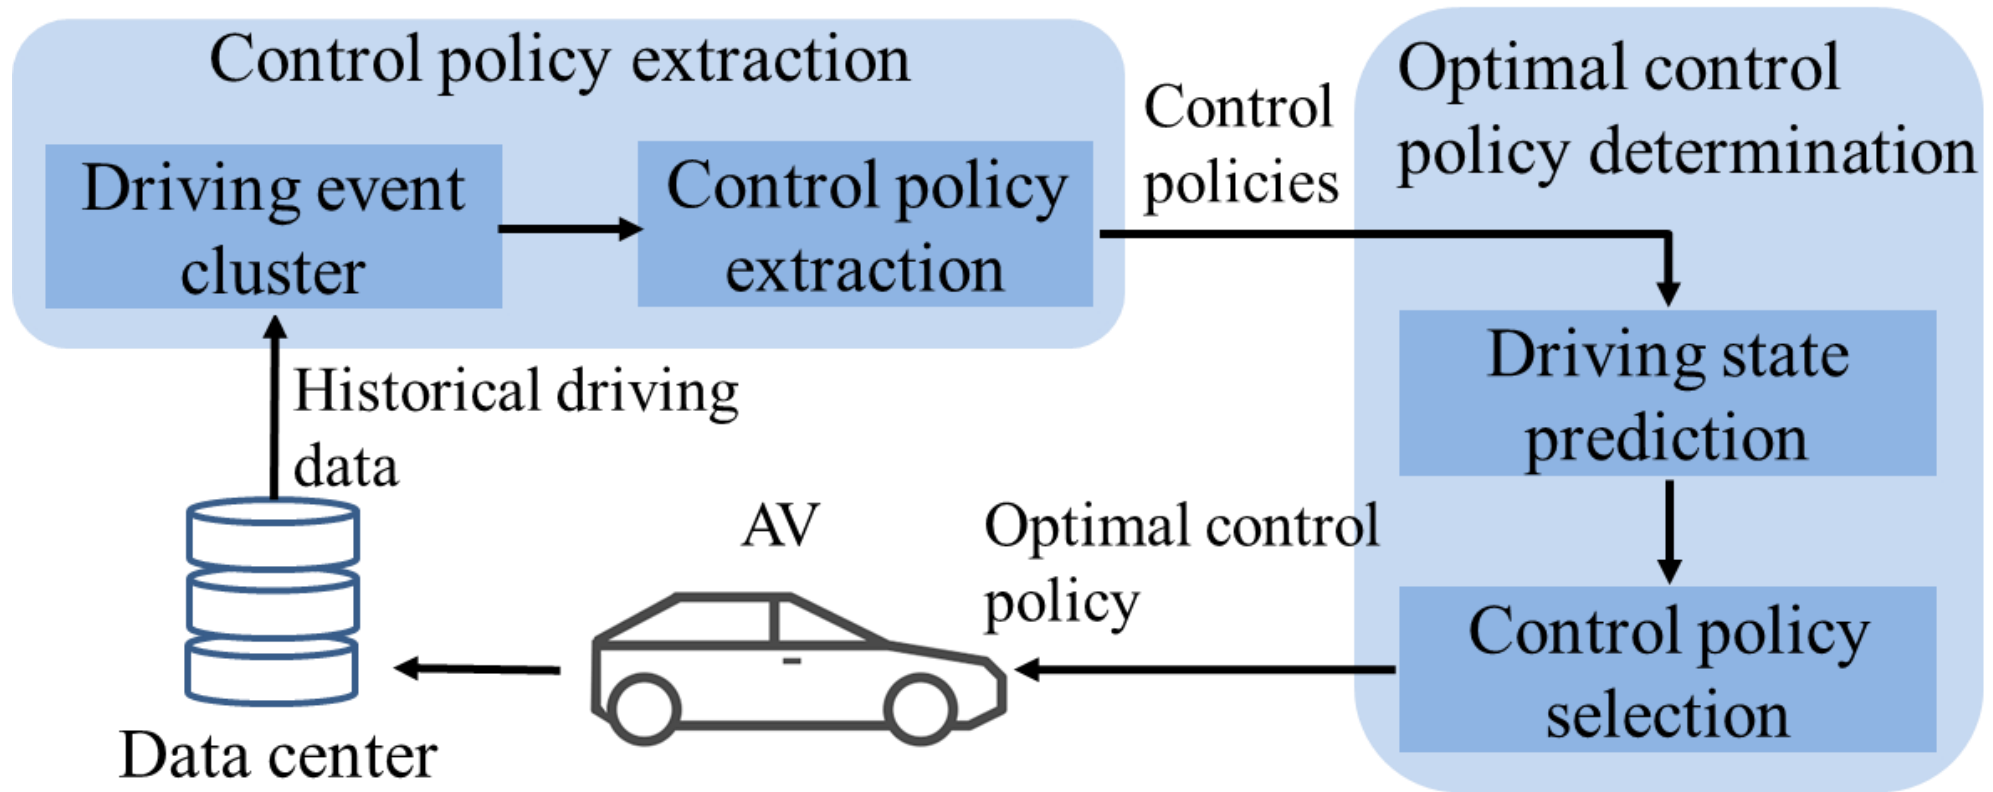 Control policy extraction
Driving event
cluster
Control policy
extraction
Control
policies
Optimal control
policy determination
Driving state
prediction
Control policy
selection
Optimal control
policy
AV
Historical driving
data
Data center